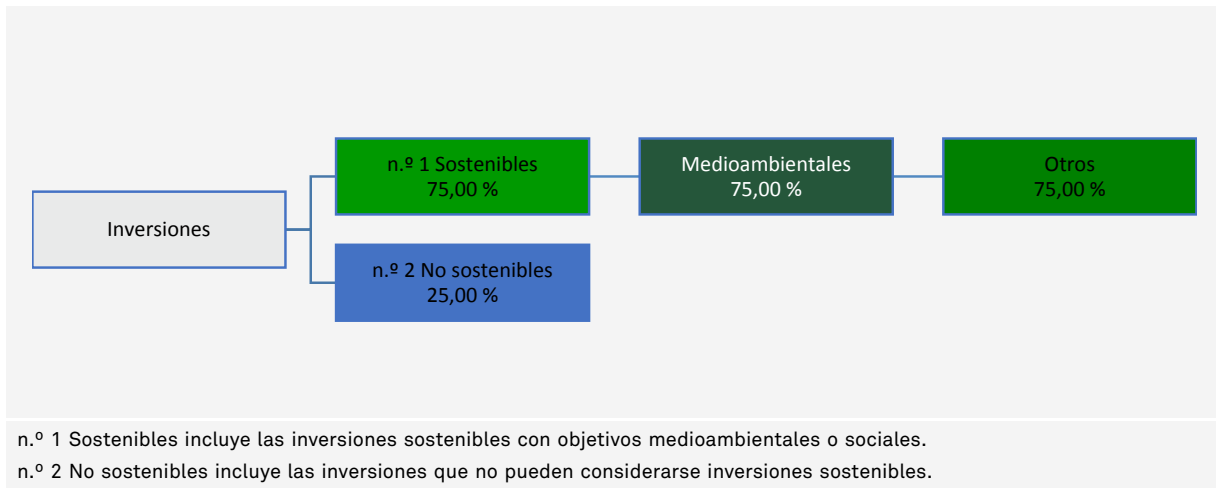 n.º 1 Sostenibles
75,00 %
Medioambientales
75,00 %
Otros
75,00 %
Inversiones
n.º 2 No sostenibles
25,00 %
n.º 1 Sostenibles incluye las inversiones sostenibles con objetivos medioambientales o sociales.
n.º 2 No sostenibles incluye las inversiones que no pueden considerarse inversiones sostenibles.